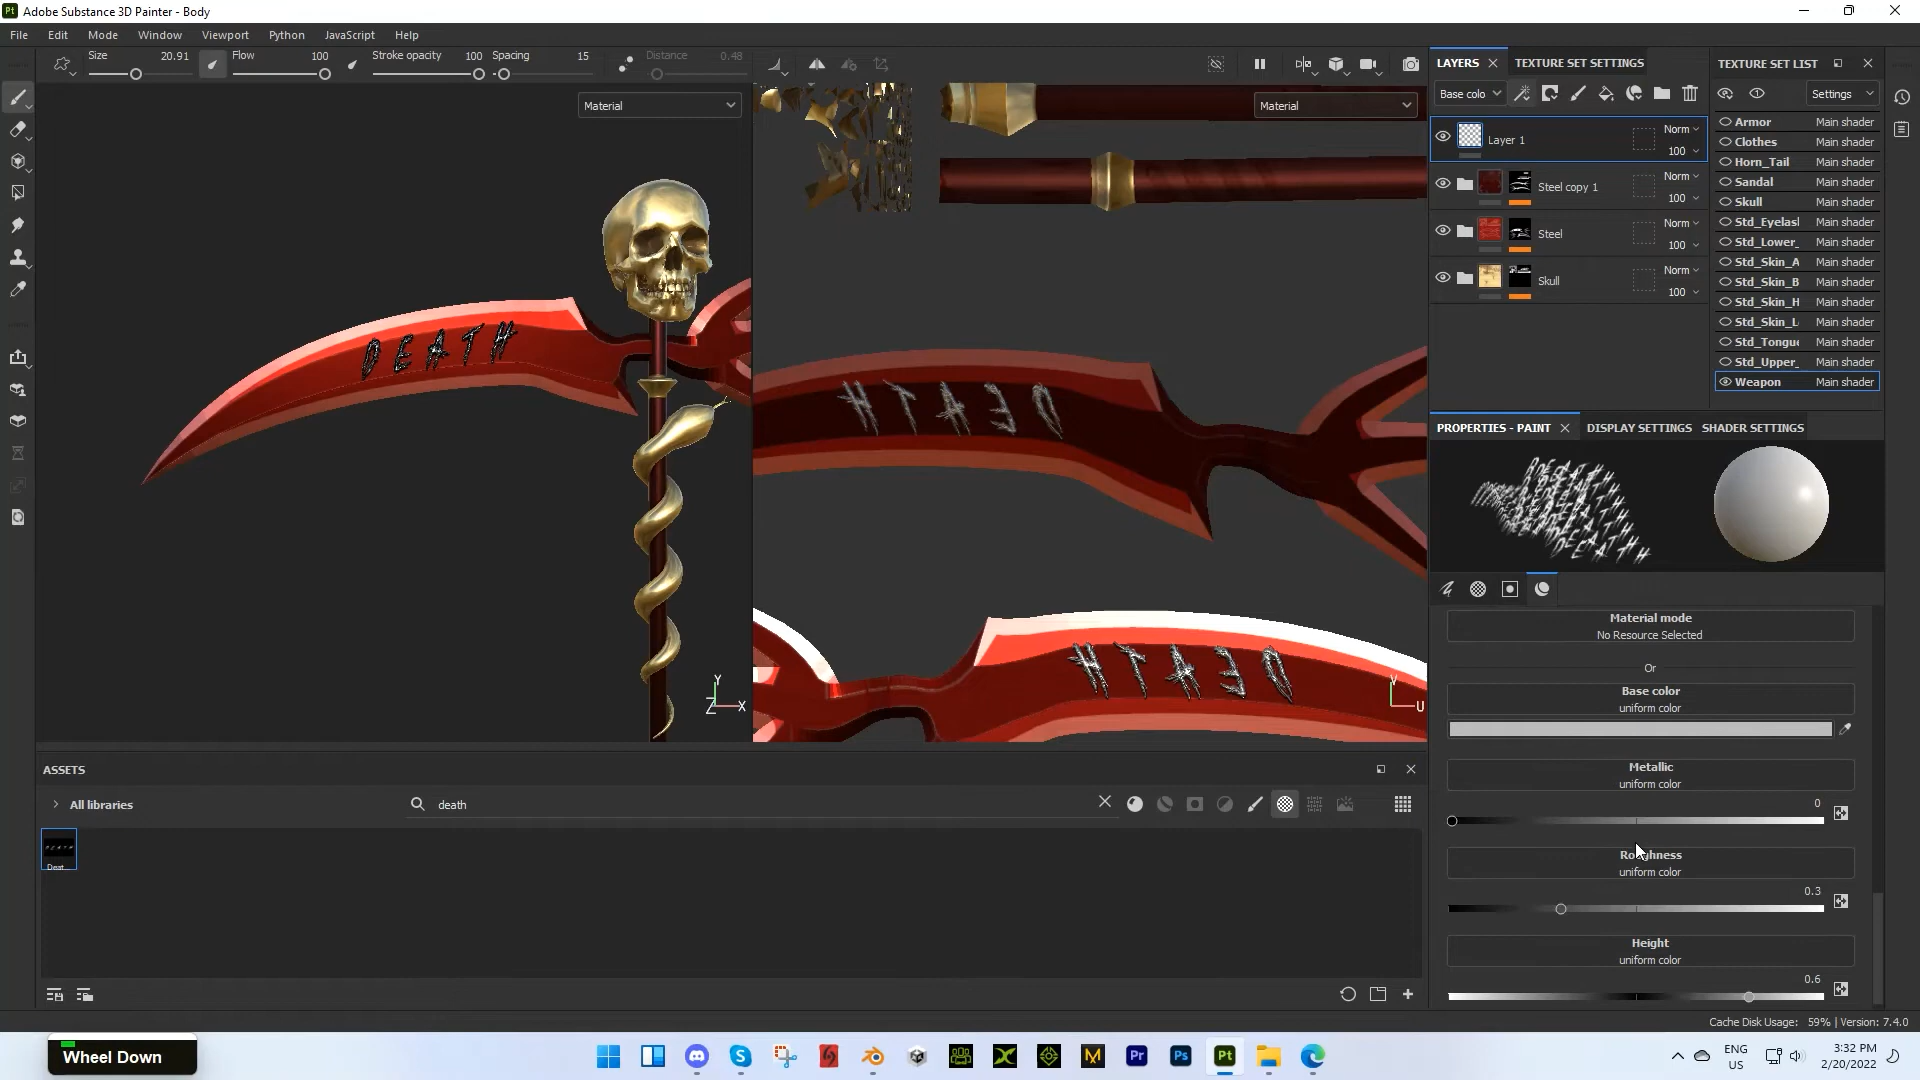 Pt Adobe Substance 3D Painter - Body
File Edit Mode Window Viewport Python JavaScript Help
Size 20.91 Flow 100 Stroke opacity 100 Spacing 15 Distance 0.48
Material
Material
DEATH
DEATH
DEATH
Y
Z X
V
U
LAYERS TEXTURE SET SETTINGS
Base colo
Layer 1 Norm 100
Steel copy 1 Norm 100
Steel Norm 100
Skull Norm 100
TEXTURE SET LIST
Settings
Armor Main shader
Clothes Main shader
Horn_Tail Main shader
Sandal Main shader
Skull Main shader
Std_Eyelasl Main shader
Std_Lower_ Main shader
Std_Skin_A Main shader
Std_Skin_B Main shader
Std_Skin_H Main shader
Std_Skin_L Main shader
Std_Tongue Main shader
Std_Upper_ Main shader
Weapon Main shader
PROPERTIES - PAINT DISPLAY SETTINGS SHADER SETTINGS
Material mode
No Resource Selected
Or
Base color
uniform color
Metallic
uniform color
0
Roughness
uniform color
0.3
Height
uniform color
0.6
ASSETS
All libraries
death
Deat...
Cache Disk Usage: 59% | Version: 7.4.0
Wheel Down
Pr Ps Pt
ENG
US
3:32 PM
2/20/2022